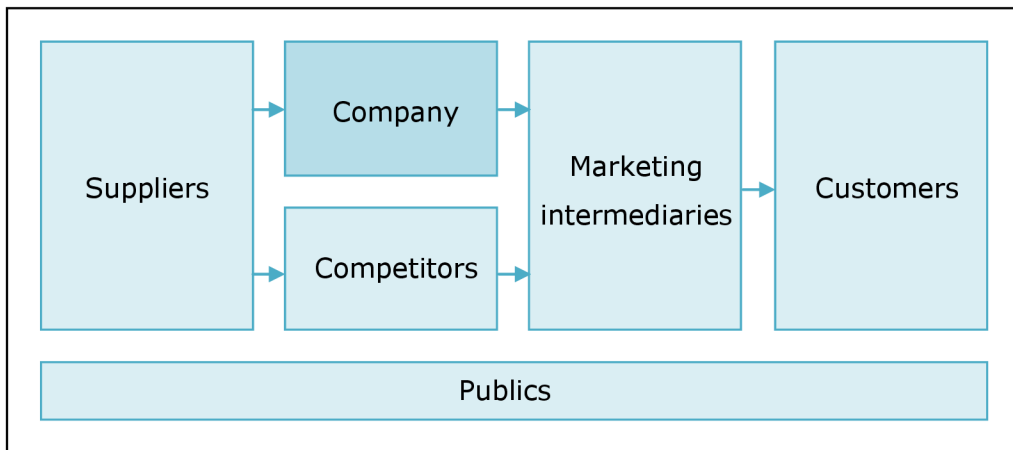 Suppliers
Company
Competitors
Marketing
intermediaries
Customers
Publics